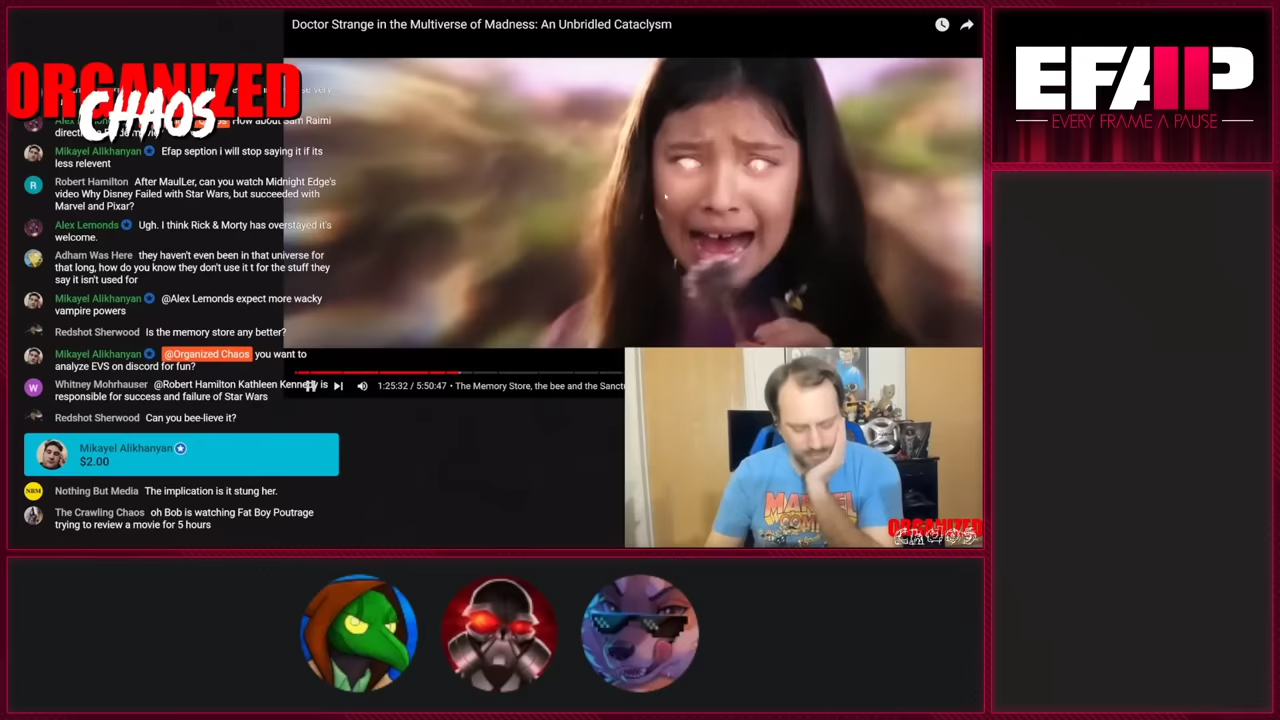 Doctor Strange in the Multiverse of Madness: An Unbridled Cataclysm
EFAP
EVERY FRAME A PAUSE
ORGANIZED
CHAOS
How about Sam Raimi
Mikayel Alikhanyan Efap seption i will stop saying it if its
less relevent
R Robert Hamilton After MauLer, can you watch Midnight Edge's
video Why Disney Failed with Star Wars, but succeeded with
Marvel and Pixar?
Alex Lemonds Ugh. I think Rick & Morty has overstayed it's
welcome.
Adham Was Here they haven't even been in that universe for
that long, how do you know they don't use it t for the stuff they
say it isn't used for
Mikayel Alikhanyan @Alex Lemonds expect more wacky
vampire powers
Redshot Sherwood Is the memory store any better?
Mikayel Alikhanyan @Organized Chaos you want to
analyze EVS on discord for fun?
W Whitney Mohrhauser @Robert Hamilton Kathleen Kennedy is
responsible for success and failure of Star Wars
Redshot Sherwood Can you bee-lieve it?
Mikayel Alikhanyan
$2.00
NBM Nothing But Media The implication is it stung her.
The Crawling Chaos oh Bob is watching Fat Boy Poutrage
trying to review a movie for 5 hours
1:25:32 / 5:50:47 • The Memory Store, the bee and the Sanctu
MARVEL
COMICS
ORGANIZED
CHAOS